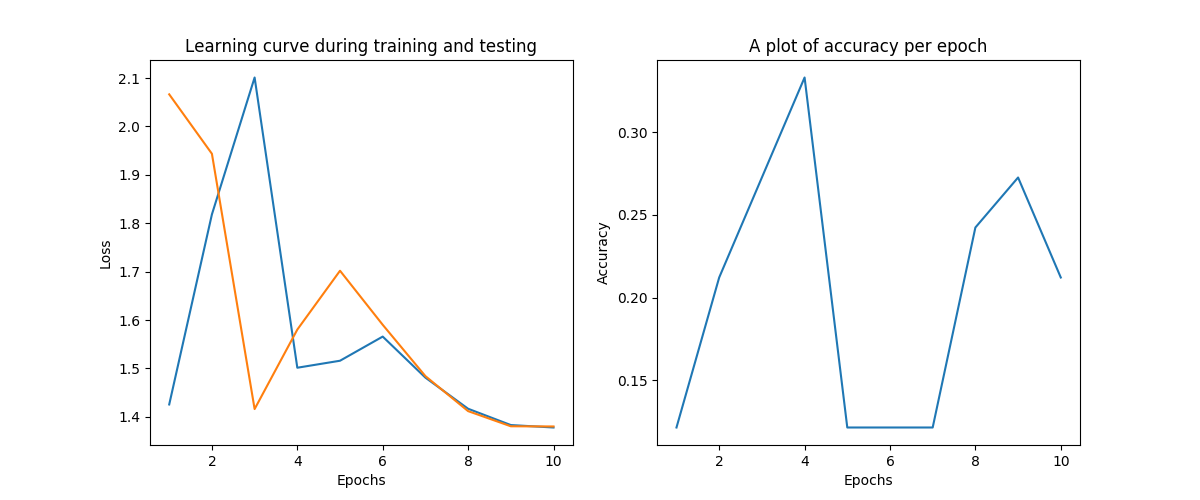 Learning curve during training and testing
2.1
2.0
1.9
1.8
1.7
1.6
1.5
1.4
Loss
2 4 6 8 10
Epochs
A plot of accuracy per epoch
0.30
0.25
0.20
0.15
Accuracy
2 4 6 8 10
Epochs